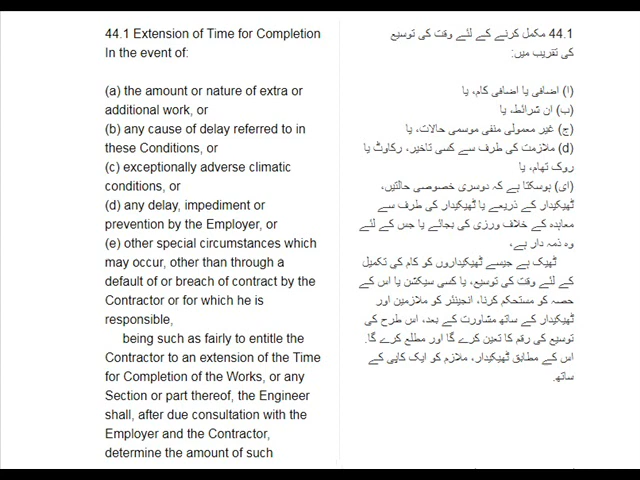 44.1 Extension of Time for Completion
In the event of:
(a) the amount or nature of extra or
additional work, or
(b) any cause of delay referred to in
these Conditions, or
(c) exceptionally adverse climatic
conditions, or
(d) any delay, impediment or
prevention by the Employer, or
(e) other special circumstances which
may occur, other than through a
default of or breach of contract by the
Contractor or for which he is
responsible,
being such as fairly to entitle the
Contractor to an extension of the Time
for Completion of the Works, or any
Section or part thereof, the Engineer
shall, after due consultation with the
Employer and the Contractor,
determine the amount of such
44.1 مکمل کرنے کے لئے وقت کی توسیع
کی تقریب میں:
(ا) اضافی یا اضافی کام، یا
(ب) ان شرائط، یا
(ج) غیر معمولی منفی موسمی حالات، یا
(d) ملازمت کی طرف سے کسی تاخیر، رکاوٹ یا
روک تھام، یا
(ای) ہوسکتا ہے کہ دوسری خصوصی حالتیں،
ٹھیکیدار کے ذریعے یا ٹھیکیدار کی طرف سے
معاہدہ کے خلاف ورزی کی بجائے یا جس کے لئے
وہ ذمہ دار ہے،
ٹھیک ہے جیسے ٹھیکیداروں کو کام کی تکمیل
کے لئے وقت کی توسیع، یا کسی سیکشن یا اس کے
حصہ کو مستحکم کرنا، انجینئر کو ملازمین اور
ٹھیکیدار کے ساتھ مشاورت کے بعد، اس طرح کی
توسیع کی رقم کا تعین کرے گا اور مطلع کرے گا.
اس کے مطابق ٹھیکیدار، ملازم کو ایک کاپی کے
ساتھ.